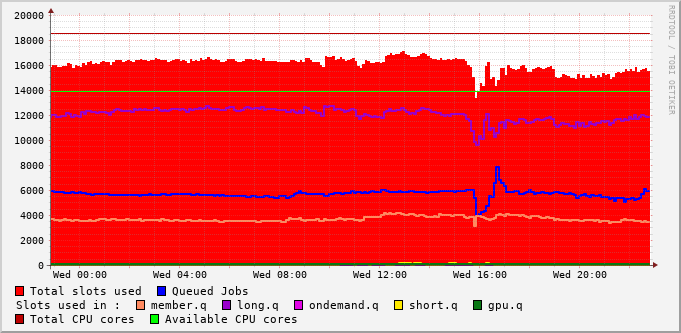 20000
18000
16000
14000
12000
10000
8000
6000
4000
2000
0
Wed 00:00 Wed 04:00 Wed 08:00 Wed 12:00 Wed 16:00 Wed 20:00
Total slots used Queued Jobs
Slots used in : member.q long.q ondemand.q short.q gpu.q
Total CPU cores Available CPU cores
RRDTOOL / TOBI OETIKER